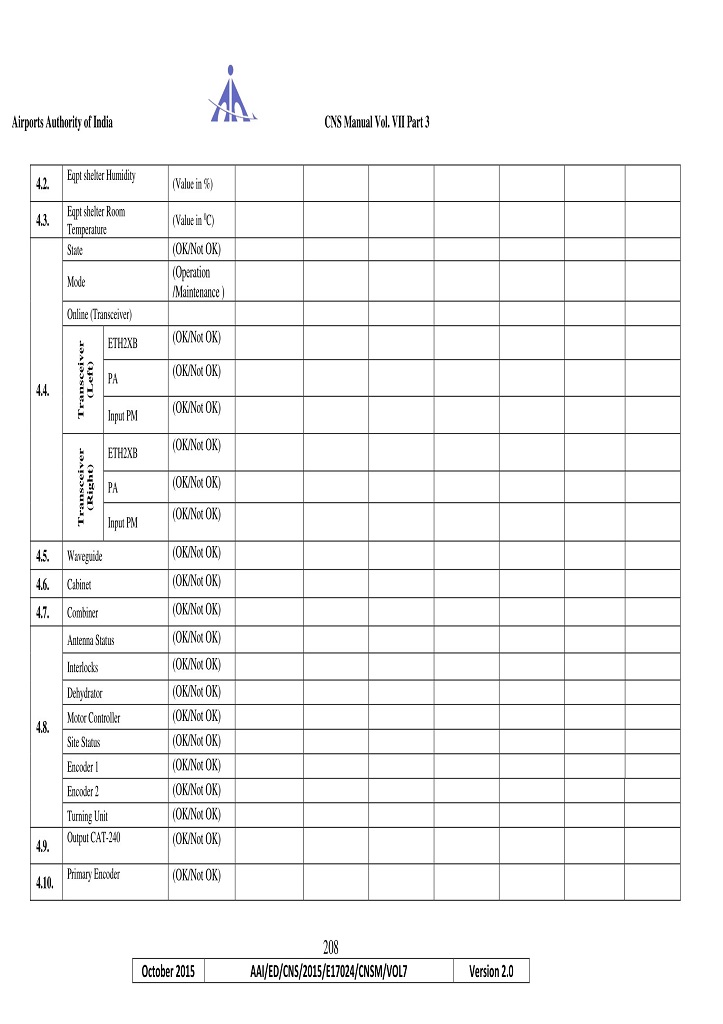 Airports Authority of India CNS Manual Vol. VII Part 3
4.2. Eqpt shelter Humidity (Value in %)
4.3. Eqpt shelter Room
Temperature (Value in ⁰C)
4.4. State (OK/Not OK)
Mode (Operation
/Maintenance )
Online (Transceiver)
Transceiver
(Left)
ETH2XB (OK/Not OK)
PA (OK/Not OK)
Input PM (OK/Not OK)
Transceiver
(Right)
ETH2XB (OK/Not OK)
PA (OK/Not OK)
Input PM (OK/Not OK)
4.5. Waveguide (OK/Not OK)
4.6. Cabinet (OK/Not OK)
4.7. Combiner (OK/Not OK)
4.8. Antenna Status (OK/Not OK)
Interlocks (OK/Not OK)
Dehydrator (OK/Not OK)
Motor Controller (OK/Not OK)
Site Status (OK/Not OK)
Encoder 1 (OK/Not OK)
Encoder 2 (OK/Not OK)
Turning Unit (OK/Not OK)
4.9. Output CAT-240 (OK/Not OK)
4.10. Primary Encoder (OK/Not OK)
208
October 2015 AAI/ED/CNS/2015/E17024/CNSM/VOL7 Version 2.0